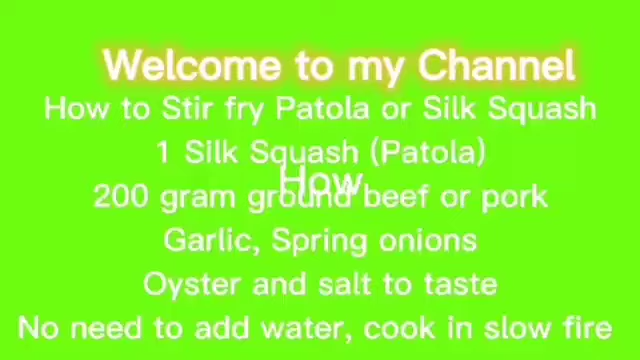 Welcome to my Channel
How to Stir fry Patola or Silk Squash
1 Silk Squash (Patola)
How
200 gram ground beef or pork
Garlic, Spring onions
Oyster and salt to taste
No need to add water, cook in slow fire